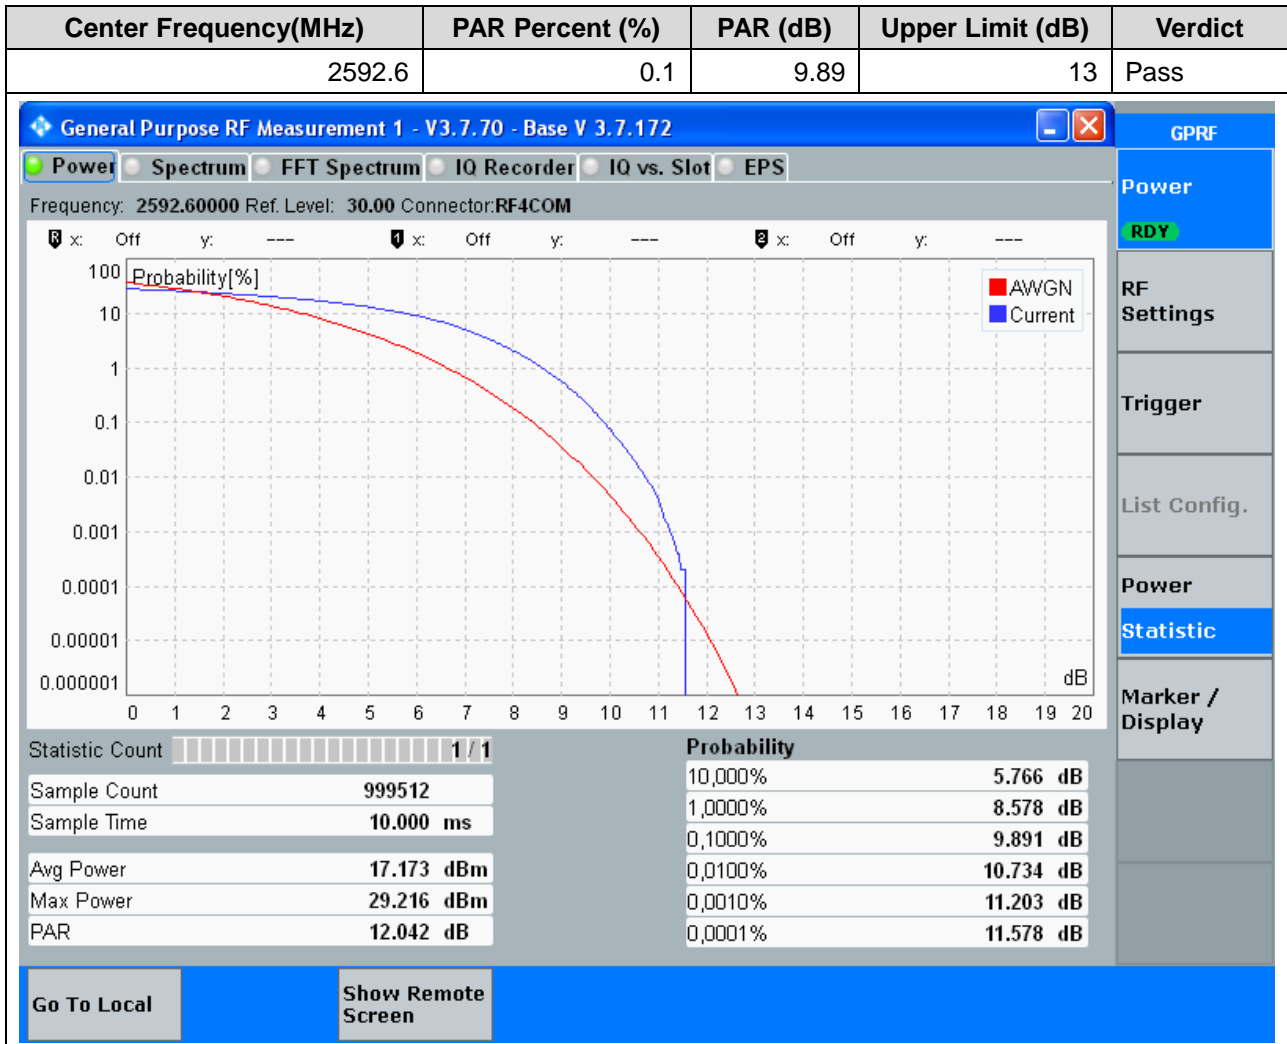 Center Frequency(MHz) PAR Percent (%) PAR (dB) Upper Limit (dB) Verdict
2592.6 0.1 9.89 13 Pass
General Purpose RF Measurement 1 - V3.7.70 - Base V 3.7.172
GPRF
Power Spectrum FFT Spectrum IQ Recorder IQ vs. Slot EPS
Frequency: 2592.60000 Ref. Level: 30.00 Connector:RF4COM
R x: Off y: --- 1 x: Off y: --- 2 x: Off y: ---
Probability[%]
AWGN
Current
100
10
1
0.1
0.01
0.001
0.0001
0.00001
0.000001
dB
0 1 2 3 4 5 6 7 8 9 10 11 12 13 14 15 16 17 18 19 20
Statistic Count 1 / 1
Sample Count 999512
Sample Time 10.000 ms
Avg Power 17.173 dBm
Max Power 29.216 dBm
PAR 12.042 dB
Probability
10,000% 5.766 dB
1,0000% 8.578 dB
0,1000% 9.891 dB
0,0100% 10.734 dB
0,0010% 11.203 dB
0,0001% 11.578 dB
Power
RDY
RF
Settings
Trigger
List Config.
Power
Statistic
Marker /
Display
Go To Local
Show Remote
Screen